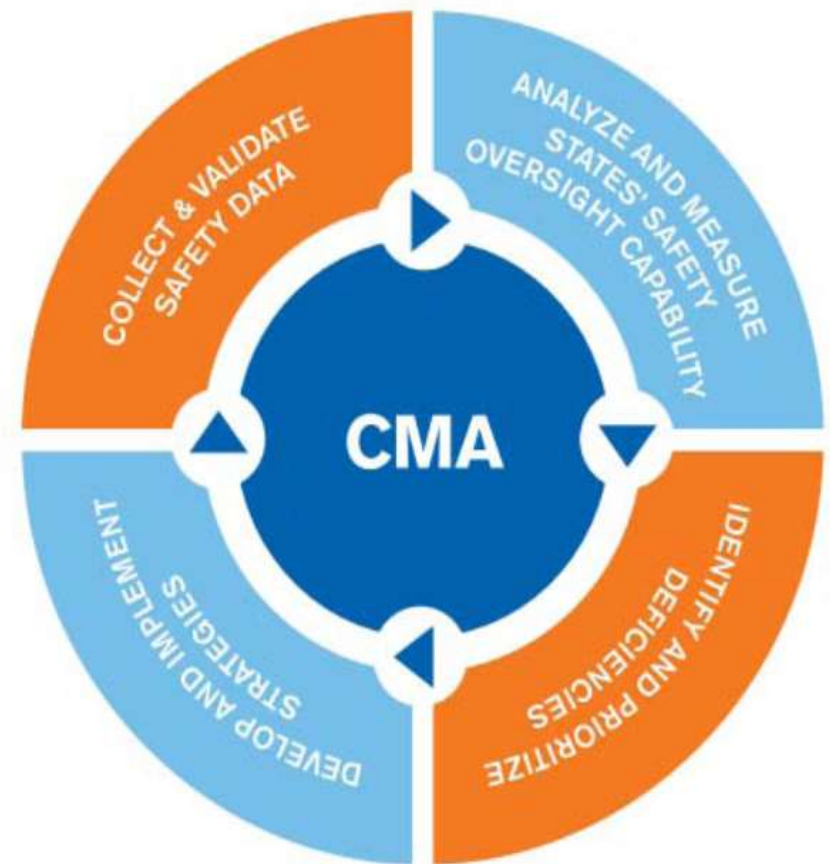 COLLECT & VALIDATE
SAFETY DATA
ANALYZE AND MEASURE
STATES' SAFETY
OVERSIGHT CAPABILITY
IDENTIFY AND PRIORITIZE
DEFICIENCIES
DEVELOP AND IMPLEMENT
STRATEGIES
CMA